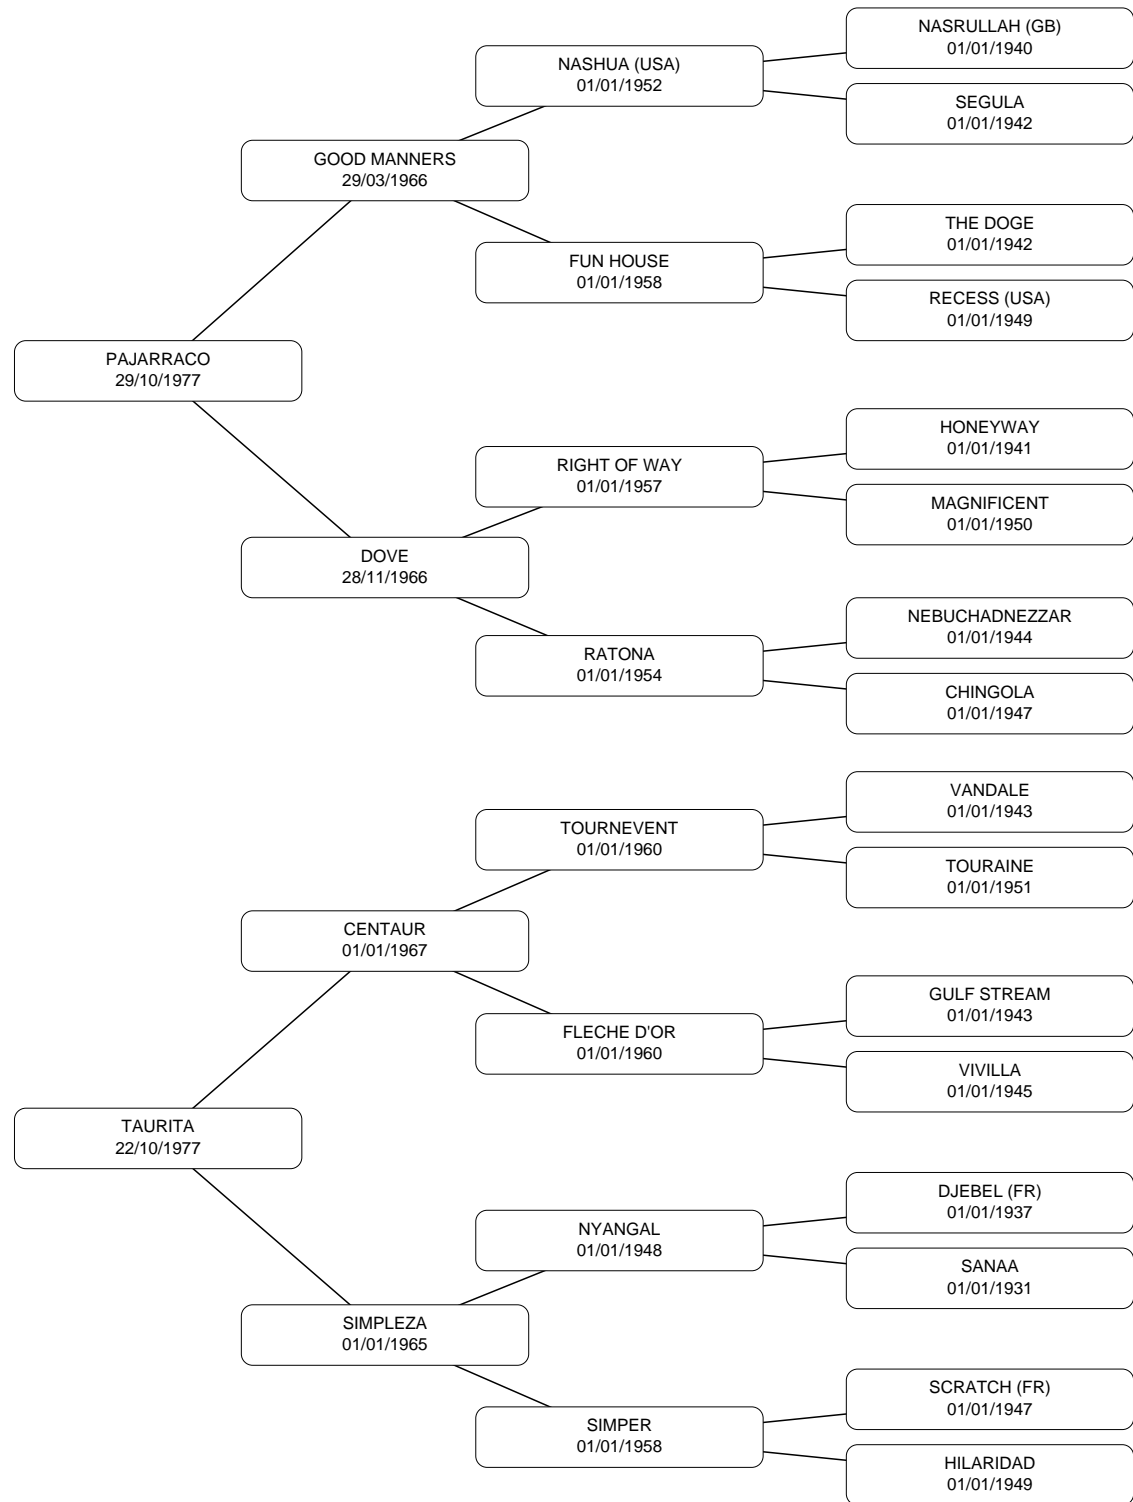 NASRULLAH (GB)
01/01/1940
NASHUA (USA)
01/01/1952
SEGULA
01/01/1942
GOOD MANNERS
29/03/1966
THE DOGE
01/01/1942
FUN HOUSE
01/01/1958
RECESS (USA)
01/01/1949
PAJARRACO
29/10/1977
HONEYWAY
01/01/1941
RIGHT OF WAY
01/01/1957
MAGNIFICENT
01/01/1950
DOVE
28/11/1966
NEBUCHADNEZZAR
01/01/1944
RATONA
01/01/1954
CHINGOLA
01/01/1947
VANDALE
01/01/1943
TOURNEVENT
01/01/1960
TOURAINE
01/01/1951
CENTAUR
01/01/1967
GULF STREAM
01/01/1943
FLECHE D'OR
01/01/1960
VIVILLA
01/01/1945
TAURITA
22/10/1977
DJEBEL (FR)
01/01/1937
NYANGAL
01/01/1948
SANAA
01/01/1931
SIMPLEZA
01/01/1965
SCRATCH (FR)
01/01/1947
SIMPER
01/01/1958
HILARIDAD
01/01/1949